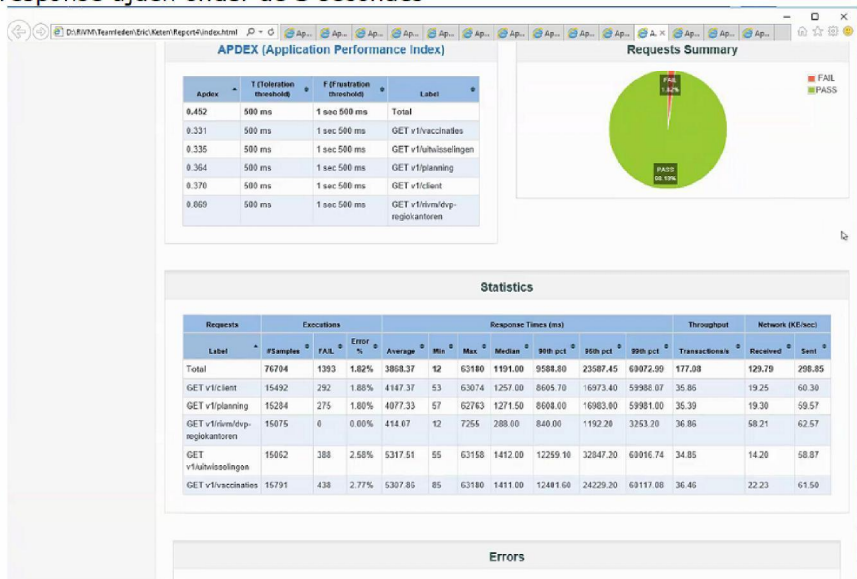 response tijden onder de 3 secondes
D:\RIVM\Teamleden\Eric\Keten\Report4\index.html
APDEX (Application Performance Index)
Apdex T (Toleration threshold) F (Frustration threshold) Label
0.452 500 ms 1 sec 500 ms Total
0.331 500 ms 1 sec 500 ms GET v1/vaccinaties
0.335 500 ms 1 sec 500 ms GET v1/uitwisselingen
0.364 500 ms 1 sec 500 ms GET v1/planning
0.370 500 ms 1 sec 500 ms GET v1/client
0.869 500 ms 1 sec 500 ms GET v1/rivm/dvp-regiokantoren
Requests Summary
FAIL
1.82%
PASS
98.18%
FAIL
PASS
Statistics
Requests Executions Response Times (ms) Throughput Network (KB/sec)
Label #Samples FAIL Error % Average Min Max Median 90th pct 95th pct 99th pct Transactions/s Received Sent
Total 76704 1393 1.82% 3868.37 12 63180 1191.00 9588.80 23587.45 60072.99 177.08 129.79 298.85
GET v1/client 15492 292 1.88% 4147.37 53 63074 1257.00 8605.70 16973.40 59988.07 35.86 19.25 60.30
GET v1/planning 15284 275 1.80% 4077.33 57 62763 1271.50 8608.00 16983.00 59981.00 35.39 19.30 59.57
GET v1/rivm/dvp-regiokantoren 15075 0 0.00% 414.07 12 7255 288.00 840.00 1192.20 3253.20 36.86 58.21 62.57
GET v1/uitwisselingen 15062 388 2.58% 5317.51 55 63158 1412.00 12259.10 32847.20 60016.74 34.85 14.20 58.87
GET v1/vaccinaties 15791 438 2.77% 5307.86 85 63180 1411.00 12401.60 24229.20 60117.08 36.46 22.23 61.50
Errors